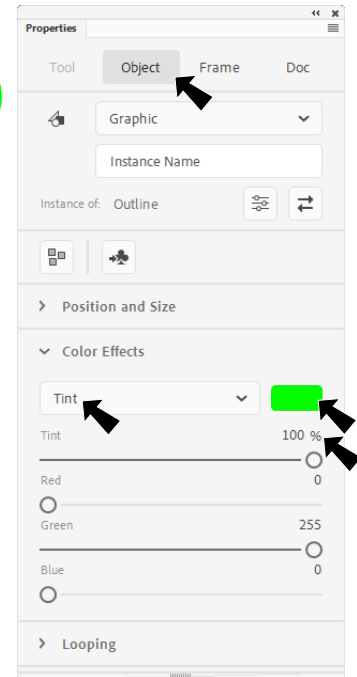 Properties
Tool Object Frame Doc
Graphic
Instance Name
Instance of: Outline
Position and Size
Color Effects
Tint
Tint 100 %
Red 0
Green 255
Blue 0
Looping